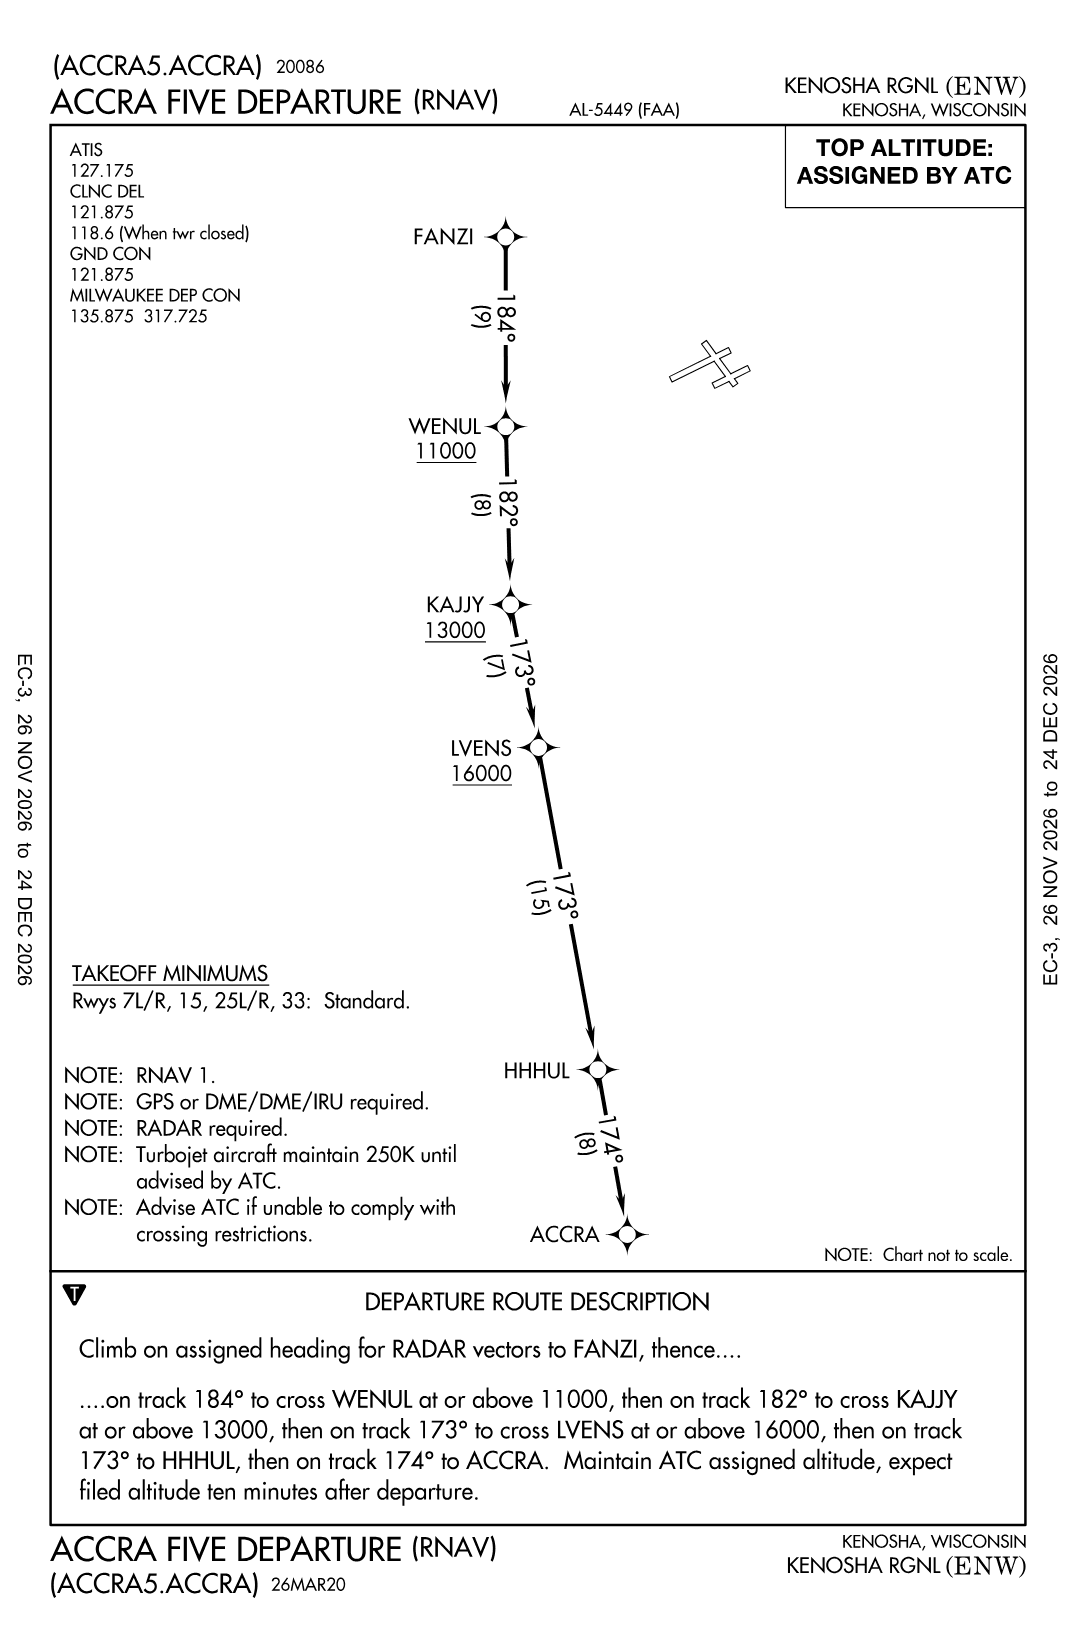 (ACCRA5.ACCRA) 20086
ACCRA FIVE DEPARTURE (RNAV)
AL-5449 (FAA)
KENOSHA RGNL (ENW)
KENOSHA, WISCONSIN
ATIS
127.175
CLNC DEL
121.875
118.6 (When twr closed)
GND CON
121.875
MILWAUKEE DEP CON
135.875 317.725
TOP ALTITUDE:
ASSIGNED BY ATC
FANZI
184°
(9)
WENUL
11000
182°
(8)
KAJJY
13000
173°
(7)
LVENS
16000
173°
(15)
HHHUL
174°
(8)
ACCRA
TAKEOFF MINIMUMS
Rwys 7L/R, 15, 25L/R, 33: Standard.
NOTE: RNAV 1.
NOTE: GPS or DME/DME/IRU required.
NOTE: RADAR required.
NOTE: Turbojet aircraft maintain 250K until
advised by ATC.
NOTE: Advise ATC if unable to comply with
crossing restrictions.
NOTE: Chart not to scale.
EC-3, 26 NOV 2026 to 24 DEC 2026
EC-3, 26 NOV 2026 to 24 DEC 2026
T
DEPARTURE ROUTE DESCRIPTION
Climb on assigned heading for RADAR vectors to FANZI, thence....
....on track 184° to cross WENUL at or above 11000, then on track 182° to cross KAJJY
at or above 13000, then on track 173° to cross LVENS at or above 16000, then on track
173° to HHHUL, then on track 174° to ACCRA. Maintain ATC assigned altitude, expect
filed altitude ten minutes after departure.
ACCRA FIVE DEPARTURE (RNAV)
(ACCRA5.ACCRA) 26MAR20
KENOSHA, WISCONSIN
KENOSHA RGNL (ENW)